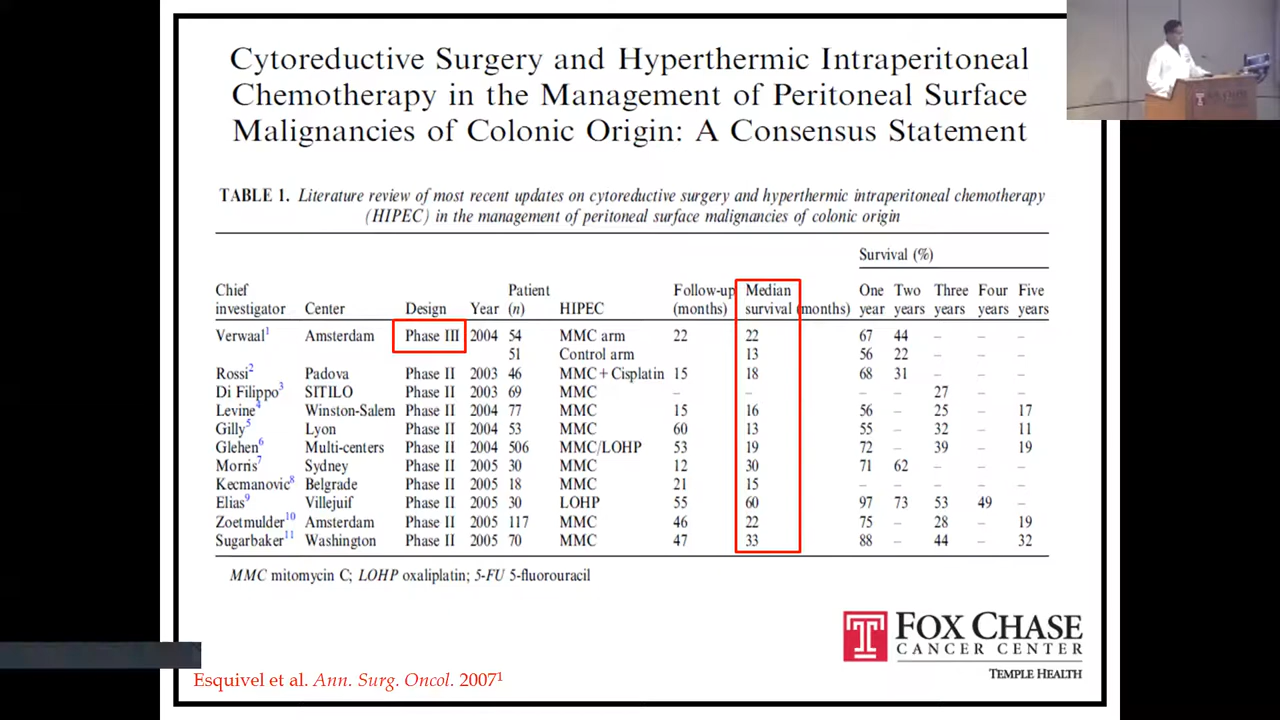 Cytoreductive Surgery and Hyperthermic Intraperitoneal
Chemotherapy in the Management of Peritoneal Surface
Malignancies of Colonic Origin: A Consensus Statement
TABLE 1. Literature review of most recent updates on cytoreductive surgery and hyperthermic intraperitoneal chemotherapy
(HIPEC) in the management of peritoneal surface malignancies of colonic origin
Survival (%)
Chief investigator Center Design Year Patient (n) HIPEC Follow-up (months) Median survival (months) One year Two years Three years Four years Five years
Verwaal1 Amsterdam Phase III 2004 54 MMC arm 22 22 67 44 – – –
51 Control arm 13 56 22 – – –
Rossi2 Padova Phase II 2003 46 MMC + Cisplatin 15 18 68 31 – – –
Di Filippo3 SITILO Phase II 2003 69 MMC – – – – 27 – –
Levine4 Winston-Salem Phase II 2004 77 MMC 15 16 56 – 25 – 17
Gilly5 Lyon Phase II 2004 53 MMC 60 13 55 – 32 – 11
Glehen6 Multi-centers Phase II 2004 506 MMC/LOHP 53 19 72 – 39 – 19
Morris7 Sydney Phase II 2005 30 MMC 12 30 71 62 – – –
Kecmanovic8 Belgrade Phase II 2005 18 MMC 21 15 – – – – –
Elias9 Villejuif Phase II 2005 30 LOHP 55 60 97 73 53 49 –
Zoetmulder10 Amsterdam Phase II 2005 117 MMC 46 22 75 – 28 – 19
Sugarbaker11 Washington Phase II 2005 70 MMC 47 33 88 – 44 – 32
MMC mitomycin C; LOHP oxaliplatin; 5-FU 5-fluorouracil
FOX CHASE
CANCER CENTER
TEMPLE HEALTH
Esquivel et al. Ann. Surg. Oncol. 2007¹